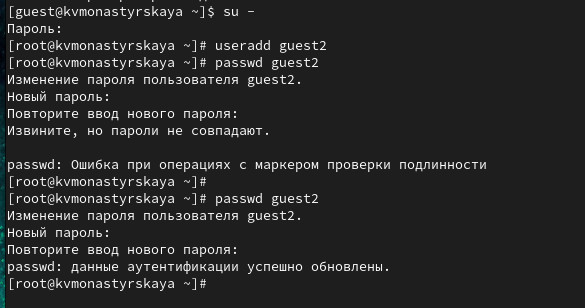 [guest@kvmonastyrskaya ~]$ su -
Пароль:
[root@kvmonastyrskaya ~]# useradd guest2
[root@kvmonastyrskaya ~]# passwd guest2
Изменение пароля пользователя guest2.
Новый пароль:
Повторите ввод нового пароля:
Извините, но пароли не совпадают.
passwd: Ошибка при операциях с маркером проверки подлинности
[root@kvmonastyrskaya ~]#
[root@kvmonastyrskaya ~]# passwd guest2
Изменение пароля пользователя guest2.
Новый пароль:
Повторите ввод нового пароля:
passwd: данные аутентификации успешно обновлены.
[root@kvmonastyrskaya ~]#